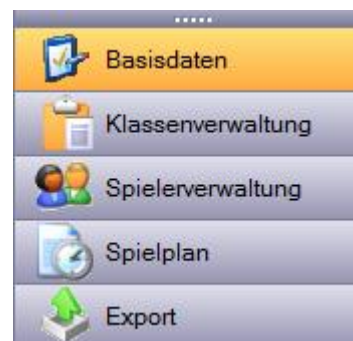 Basisdaten
Klassenverwaltung
Spielerverwaltung
Spielplan
Export